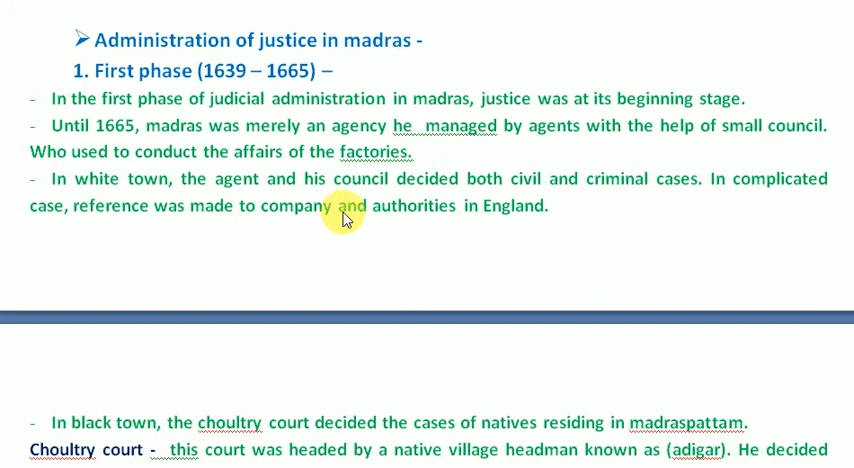 ➢ Administration of justice in madras -
1. First phase (1639 – 1665) –
- In the first phase of judicial administration in madras, justice was at its beginning stage.
- Until 1665, madras was merely an agency he managed by agents with the help of small council.
Who used to conduct the affairs of the factories.
- In white town, the agent and his council decided both civil and criminal cases. In complicated
case, reference was made to company and authorities in England.
- In black town, the choultry court decided the cases of natives residing in madraspattam.
Choultry court - this court was headed by a native village headman known as (adigar). He decided